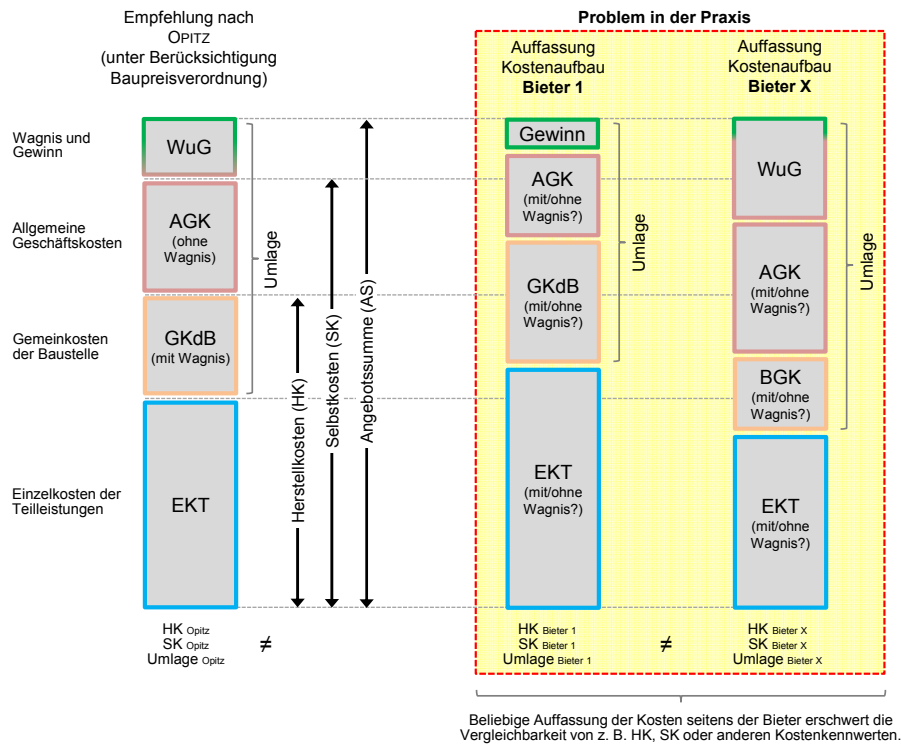 Empfehlung nach
OPITZ
(unter Berücksichtigung
Baupreisverordnung)
Problem in der Praxis
Auffassung
Kostenaufbau
Bieter 1
Auffassung
Kostenaufbau
Bieter X
Wagnis und
Gewinn
Allgemeine
Geschäftskosten
Gemeinkosten
der Baustelle
Einzelkosten der
Teilleistungen
WuG
AGK
(ohne
Wagnis)
GKdB
(mit Wagnis)
EKT
Umlage
Herstellkosten (HK)
Selbstkosten (SK)
Angebotssumme (AS)
Gewinn
AGK
(mit/ohne
Wagnis?)
GKdB
(mit/ohne
Wagnis?)
EKT
(mit/ohne
Wagnis?)
Umlage
WuG
AGK
(mit/ohne
Wagnis?)
BGK
(mit/ohne
Wagnis?)
EKT
(mit/ohne
Wagnis?)
Umlage
HK Opitz
SK Opitz
Umlage Opitz
≠
HK Bieter 1
SK Bieter 1
Umlage Bieter 1
≠
HK Bieter X
SK Bieter X
Umlage Bieter X
Beliebige Auffassung der Kosten seitens der Bieter erschwert die
Vergleichbarkeit von z. B. HK, SK oder anderen Kostenkennwerten.